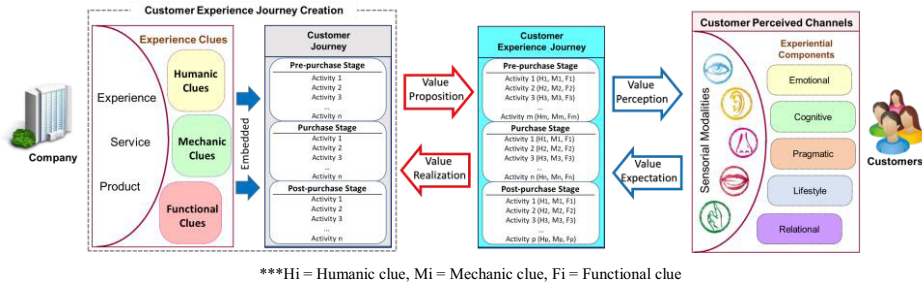 Customer Experience Journey Creation
Company
Experience
Service
Product
Experience Clues
Humanic
Clues
Mechanic
Clues
Functional
Clues
Embedded
Customer
Journey
Pre-purchase Stage
Activity 1
Activity 2
Activity 3
...
Activity n
Purchase Stage
Activity 1
Activity 2
Activity 3
...
Activity n
Post-purchase Stage
Activity 1
Activity 2
Activity 3
...
Activity n
Value
Proposition
Value
Realization
Customer
Experience Journey
Pre-purchase Stage
Activity 1 (H1, M1, F1)
Activity 2 (H2, M2, F2)
Activity 3 (H3, M3, F3)
...
Activity m (Hm, Mm, Fm)
Purchase Stage
Activity 1 (H1, M1, F1)
Activity 2 (H2, M2, F2)
Activity 3 (H3, M3, F3)
...
Activity n (Hn, Mn, Fn)
Post-purchase Stage
Activity 1 (H1, M1, F1)
Activity 2 (H2, M2, F2)
Activity 3 (H3, M3, F3)
...
Activity p (Hp, Mp, Fp)
Value
Perception
Value
Expectation
Customer Perceived Channels
Sensorial Modalities
Experiential
Components
Emotional
Cognitive
Pragmatic
Lifestyle
Relational
Customers
***Hi = Humanic clue, Mi = Mechanic clue, Fi = Functional clue